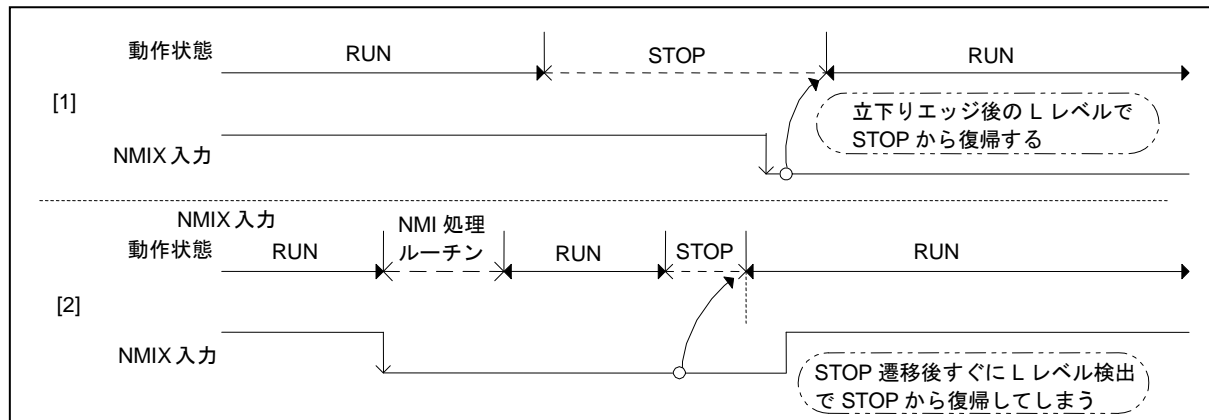 動作状態
RUN
STOP
RUN
[1]
立下りエッジ後の L レベルで
STOP から復帰する
NMIX 入力
NMIX 入力
動作状態
RUN
NMI 処理
ルーチン
RUN
STOP
RUN
[2]
NMIX 入力
STOP 遷移後すぐに L レベル検出
で STOP から復帰してしまう